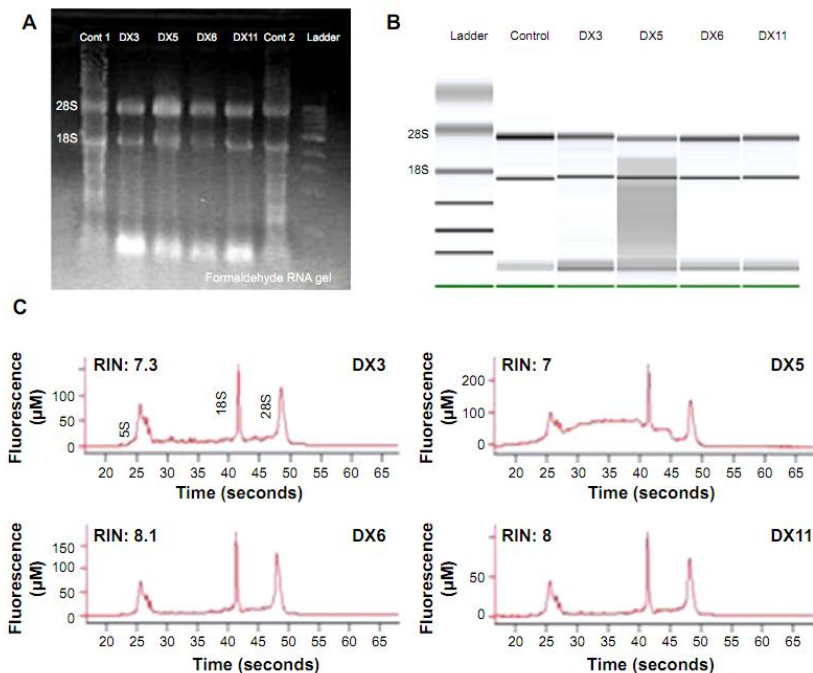 A
Cont 1 DX3 DX5 DX6 DX11 Cont 2 Ladder
28S
18S
Formaldehyde RNA gel
B
Ladder Control DX3 DX5 DX6 DX11
28S
18S
C
RIN: 7.3 DX3
Fluorescence
(µM)
100
50
0
5S 18S 28S
20 25 30 35 40 45 50 55 60 65
Time (seconds)
RIN: 7 DX5
Fluorescence
(µM)
200
100
0
20 25 30 35 40 45 50 55 60 65
Time (seconds)
RIN: 8.1 DX6
Fluorescence
(µM)
150
100
50
0
20 25 30 35 40 45 50 55 60 65
Time (seconds)
RIN: 8 DX11
Fluorescence
(µM)
50
0
20 25 30 35 40 45 50 55 60 65
Time (seconds)